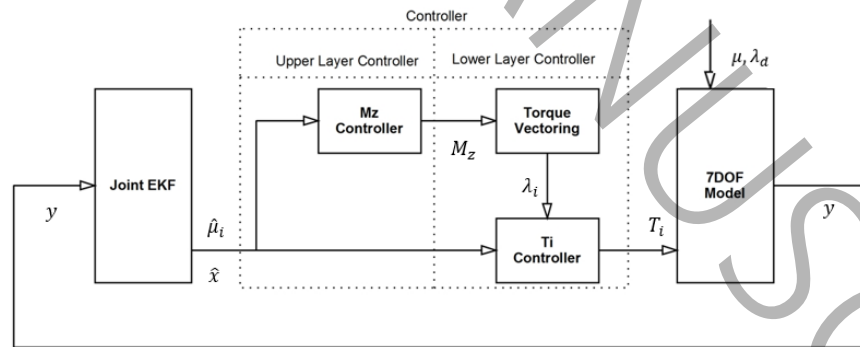 Controller
Upper Layer Controller
Lower Layer Controller
μ, λ_d
Mz
Controller
Torque
Vectoring
M_z
Joint EKF
7DOF
Model
y
λ_i
y
μ̂_i
T_i
Ti
Controller
x̂